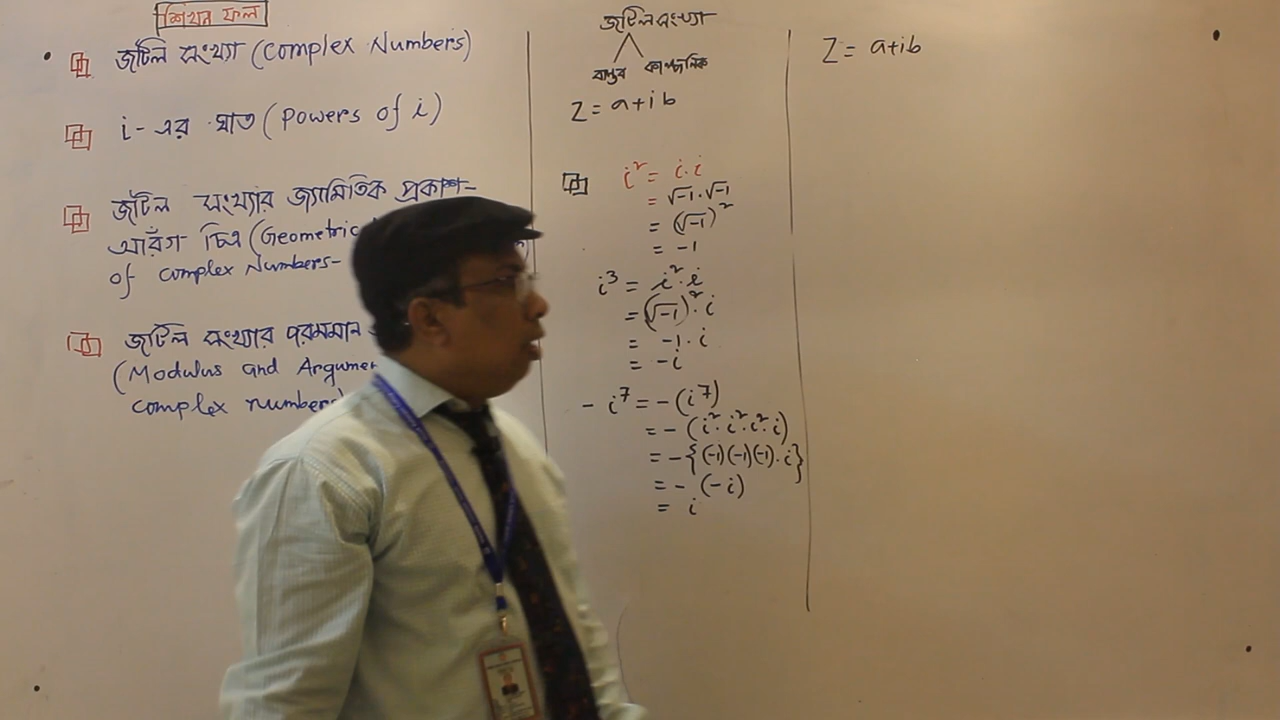 শিখন ফল
জটিল সংখ্যা (Complex Numbers)
i - এর ঘাত (Powers of i)
জটিল সংখ্যার জ্যামিতিক প্রকাশ-
আরঁগ চিত্র (Geometric
of complex Numbers-
জটিল সংখ্যার পরমমান
(Modulus and Argumen
complex numbers)
জটিল সংখ্যা
বাস্তব কাল্পনিক
Z = a+ib
i² = i.i
= √-1.√-1
= (√-1)²
= -1
i³ = i².i
= (√-1)².i
= -1.i
= -i
- i⁷ = -(i⁷)
= - (i².i².i².i)
= -{(-1)(-1)(-1).i}
= - (-i)
= i
Z = a+ib